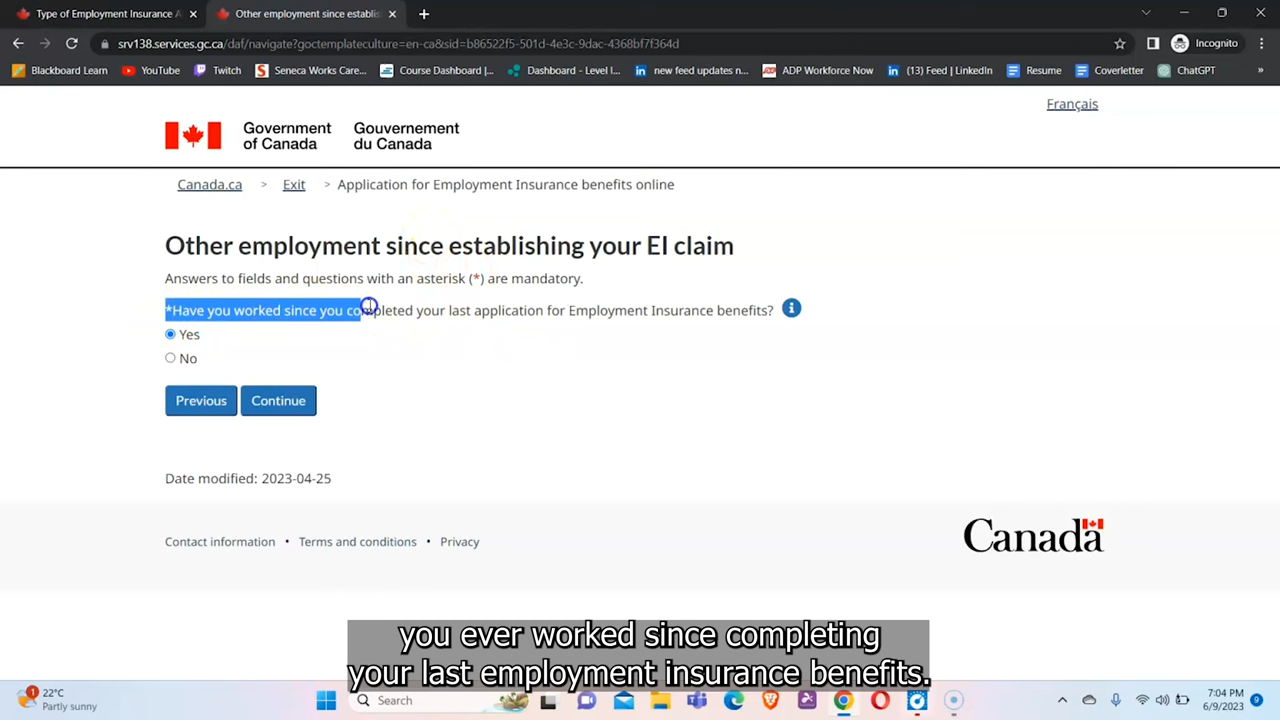 Type of Employment Insurance A
Other employment since establis
srv138.services.gc.ca/daf/navigate?goctemplateculture=en-ca&sid=b86522f5-501d-4e3c-9dac-4368bf7f364d
Incognito
Blackboard Learn
YouTube
Twitch
Seneca Works Care...
Course Dashboard |...
Dashboard - Level I...
new feed updates n...
ADP Workforce Now
(13) Feed | LinkedIn
Resume
Coverletter
ChatGPT
Français
Government Gouvernement
of Canada du Canada
Canada.ca > Exit > Application for Employment Insurance benefits online
Other employment since establishing your EI claim
Answers to fields and questions with an asterisk (*) are mandatory.
*Have you worked since you completed your last application for Employment Insurance benefits?
Yes
No
Previous Continue
Date modified: 2023-04-25
Contact information • Terms and conditions • Privacy
Canada
you ever worked since completing
your last employment insurance benefits.
1
22°C
Partly sunny
Search
7:04 PM
6/9/2023
9